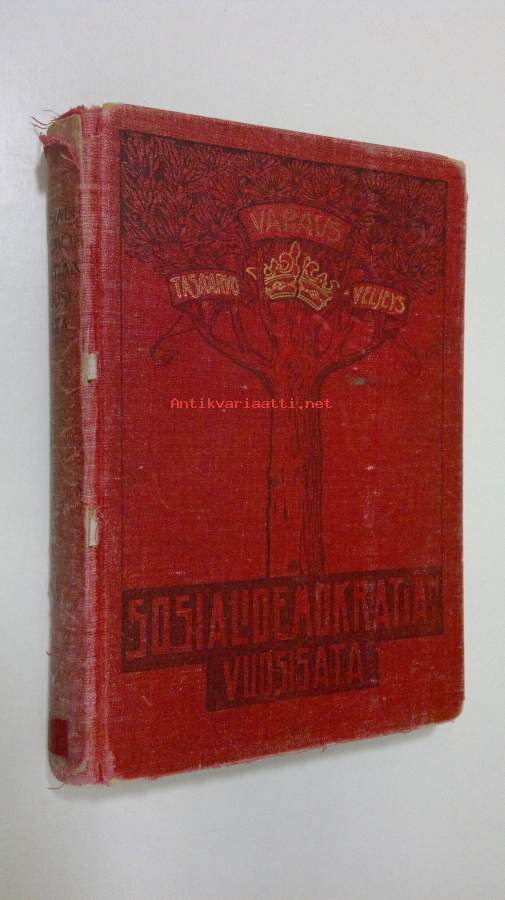 VAPAUS
TASAARVO
VELJEYS
Antikvariaatti.net
SOSIALIDEMOKRATIAN
VUOSISATA